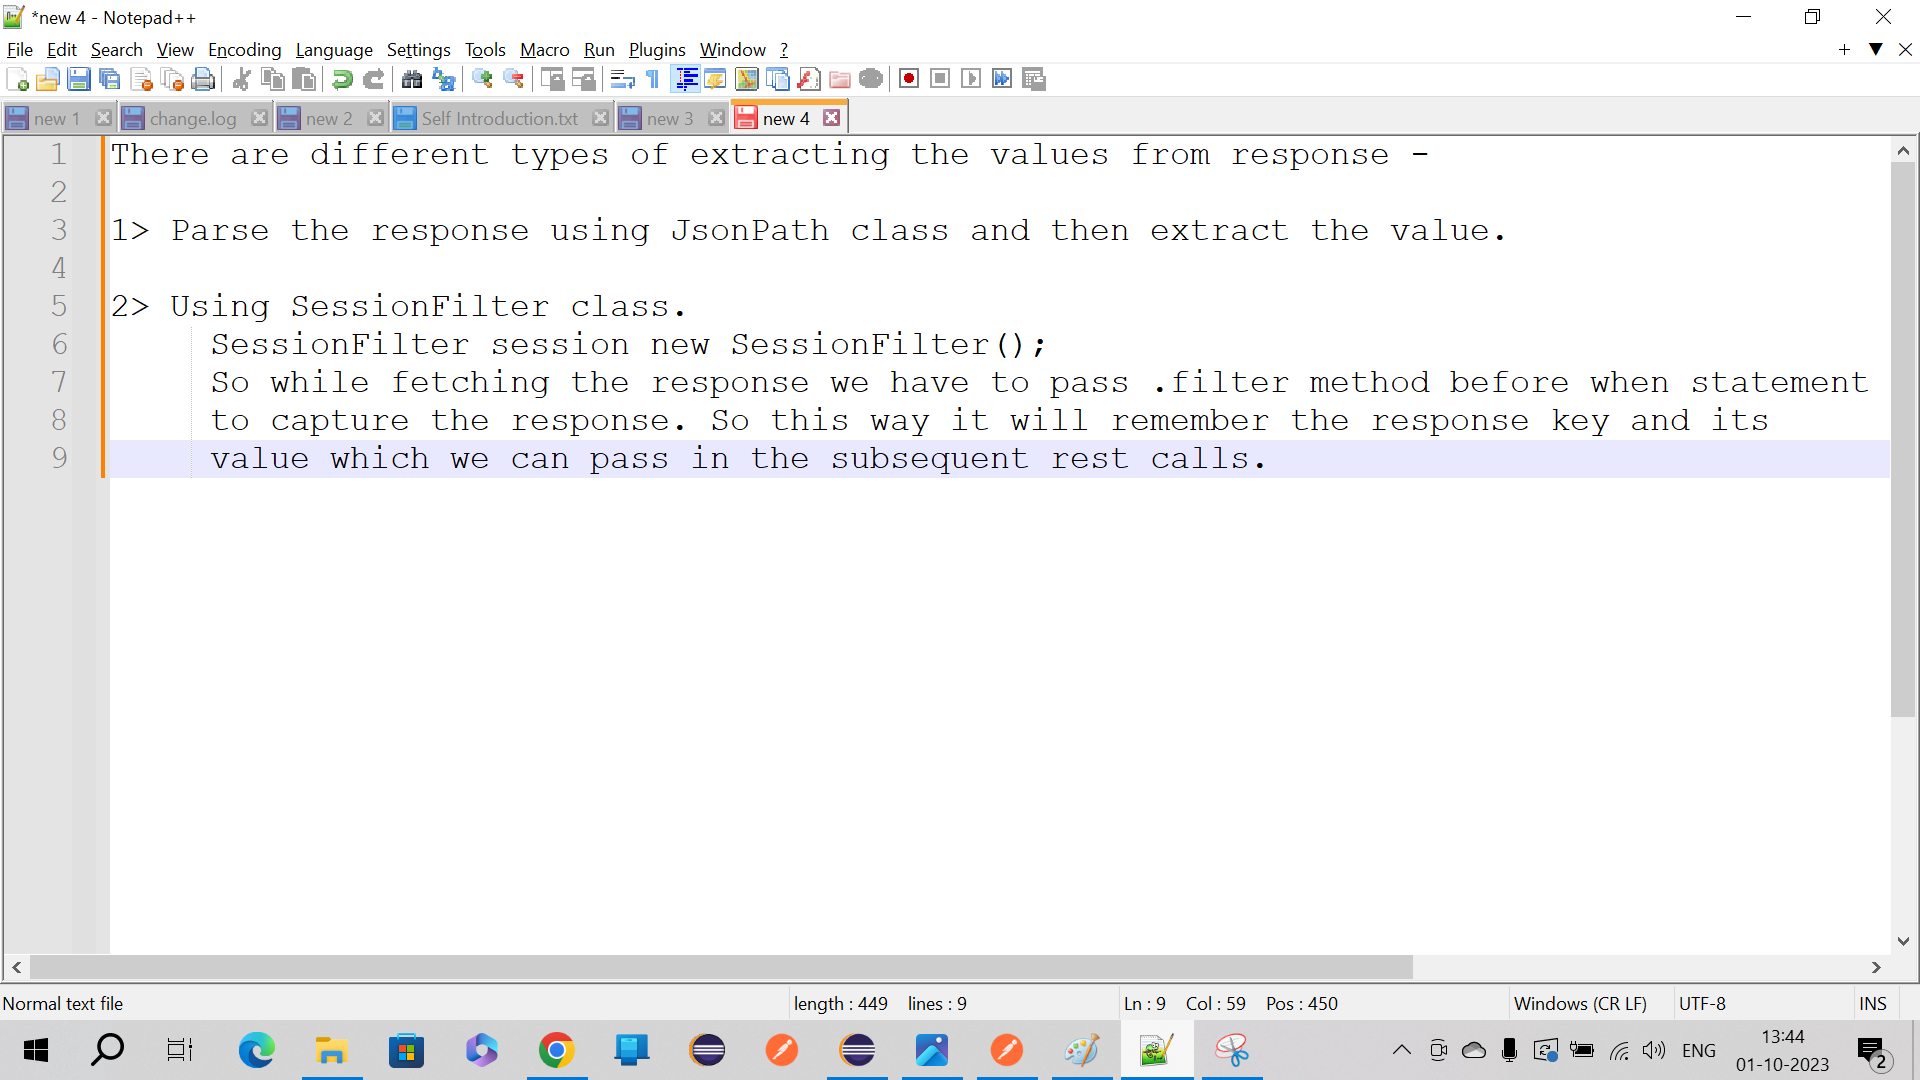 *new 4 - Notepad++
File Edit Search View Encoding Language Settings Tools Macro Run Plugins Window ?
new 1 change.log new 2 Self Introduction.txt new 3 new 4
1 There are different types of extracting the values from response -
2
3 1> Parse the response using JsonPath class and then extract the value.
4
5 2> Using SessionFilter class.
6 SessionFilter session new SessionFilter();
7 So while fetching the response we have to pass .filter method before when statement
8 to capture the response. So this way it will remember the response key and its
9 value which we can pass in the subsequent rest calls.
Normal text file length : 449 lines : 9 Ln : 9 Col : 59 Pos : 450 Windows (CR LF) UTF-8 INS
ENG 13:44
01-10-2023 2